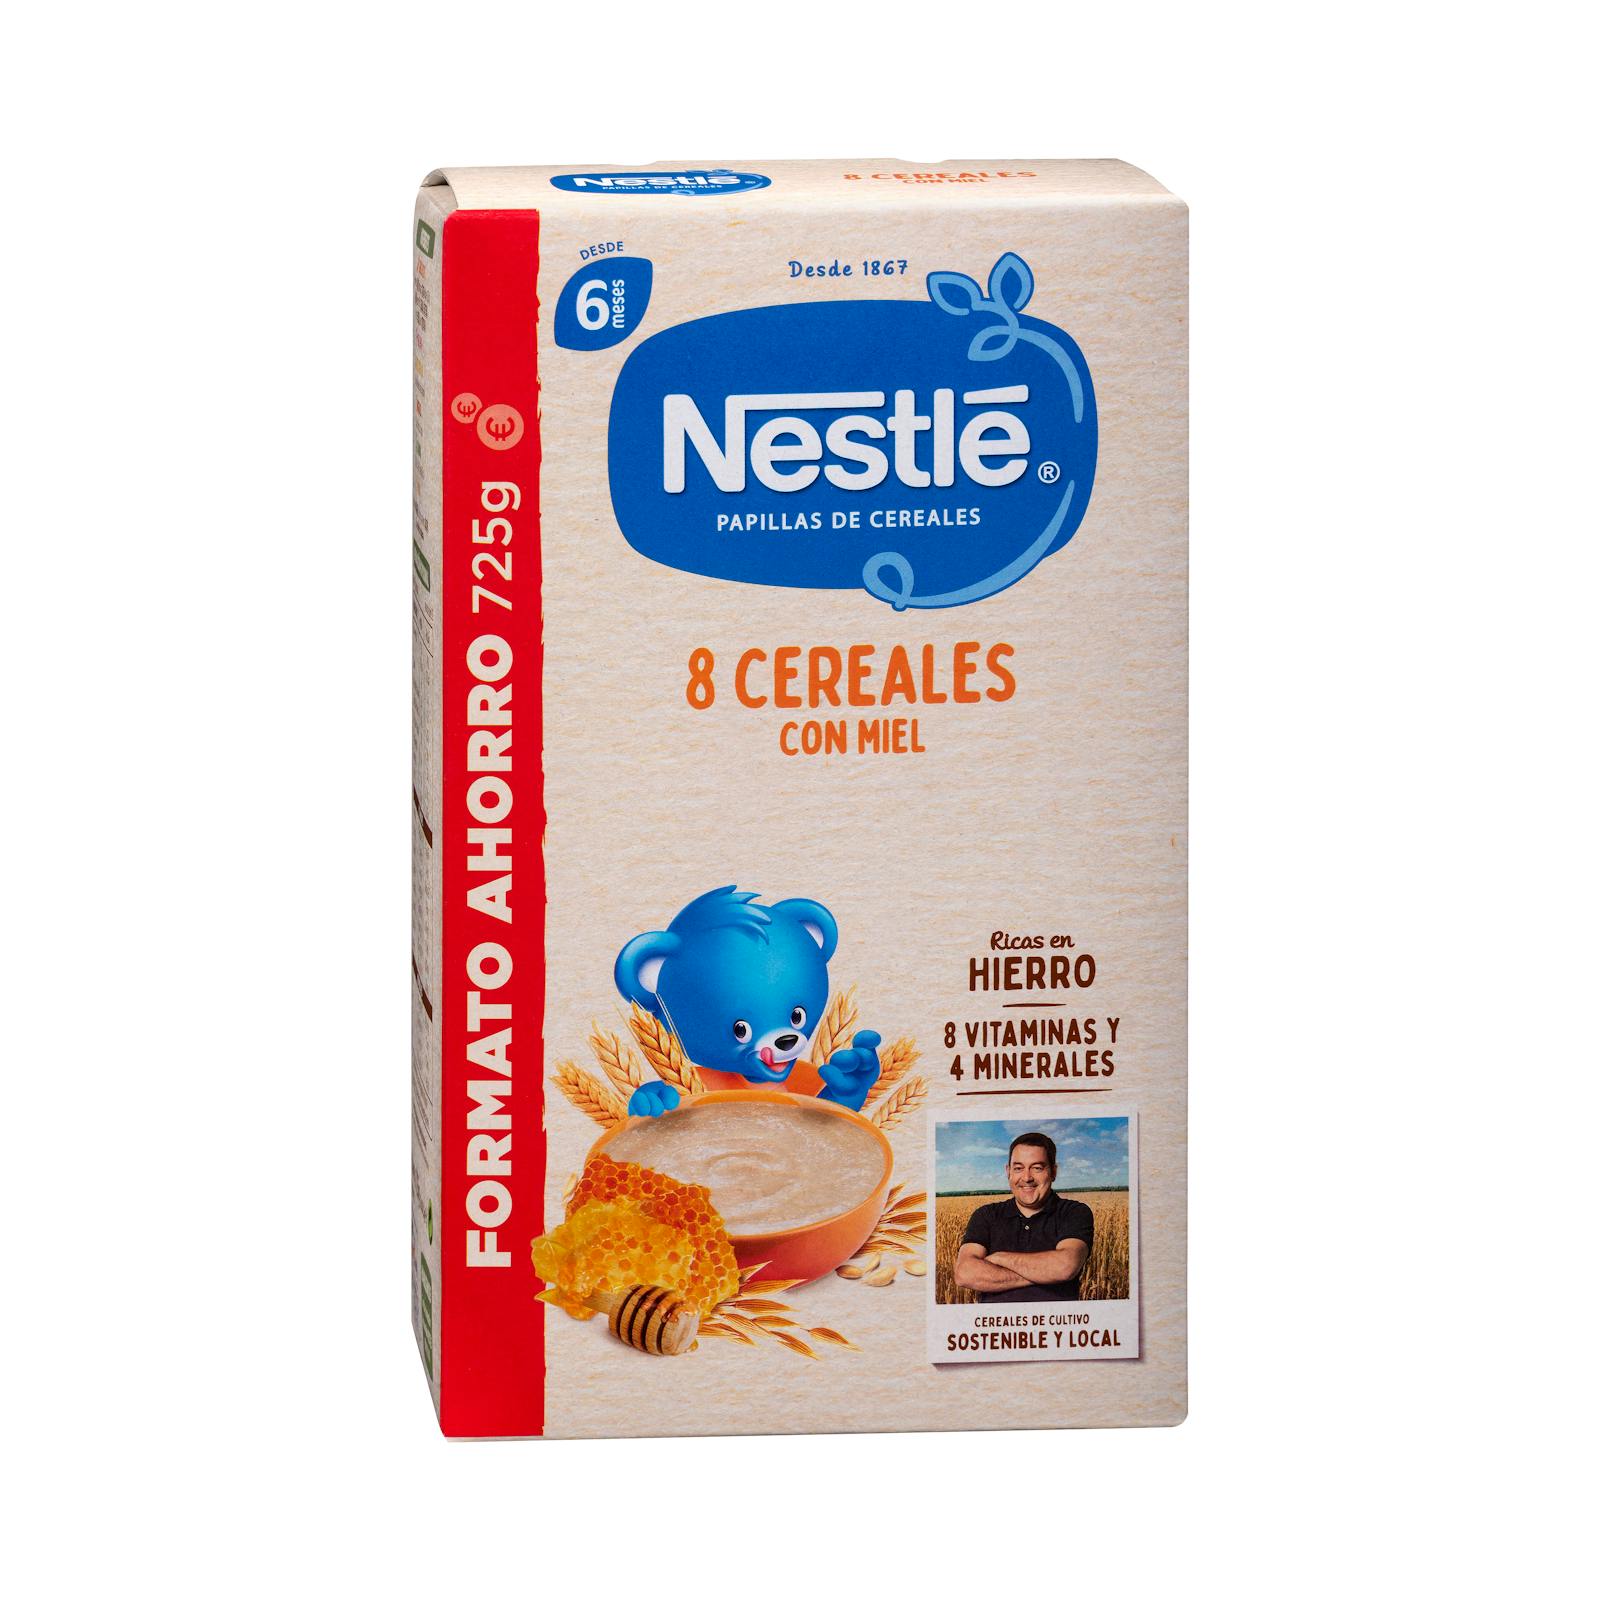 Nestlé
PAPILLAS DE CEREALES
8 CEREALES
CON MIEL
DESDE
6 meses
Desde 1867
Nestlé®
PAPILLAS DE CEREALES
8 CEREALES
CON MIEL
FORMATO AHORRO 725g € €
Ricas en
HIERRO
8 VITAMINAS Y
4 MINERALES
CEREALES DE CULTIVO
SOSTENIBLE Y LOCAL